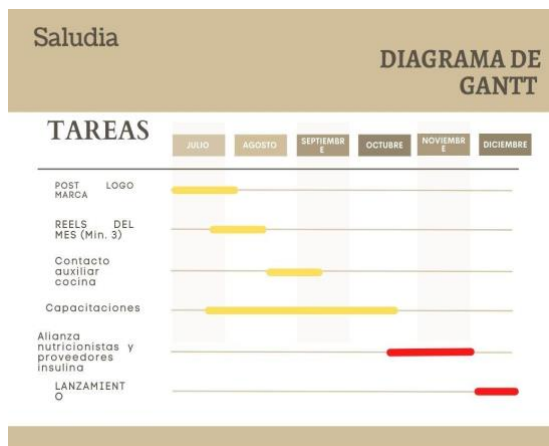 Saludia
DIAGRAMA DE
GANTT
TAREAS
JULIO
AGOSTO
SEPTIEMBR
E
OCTUBRE
NOVIEMBR
E
DICIEMBRE
POST LOGO
MARCA
REELS DEL
MES (Min. 3)
Contacto
auxiliar
cocina
Capacitaciones
Alianza
nutricionistas y
proveedores
insulina
LANZAMIENT
O